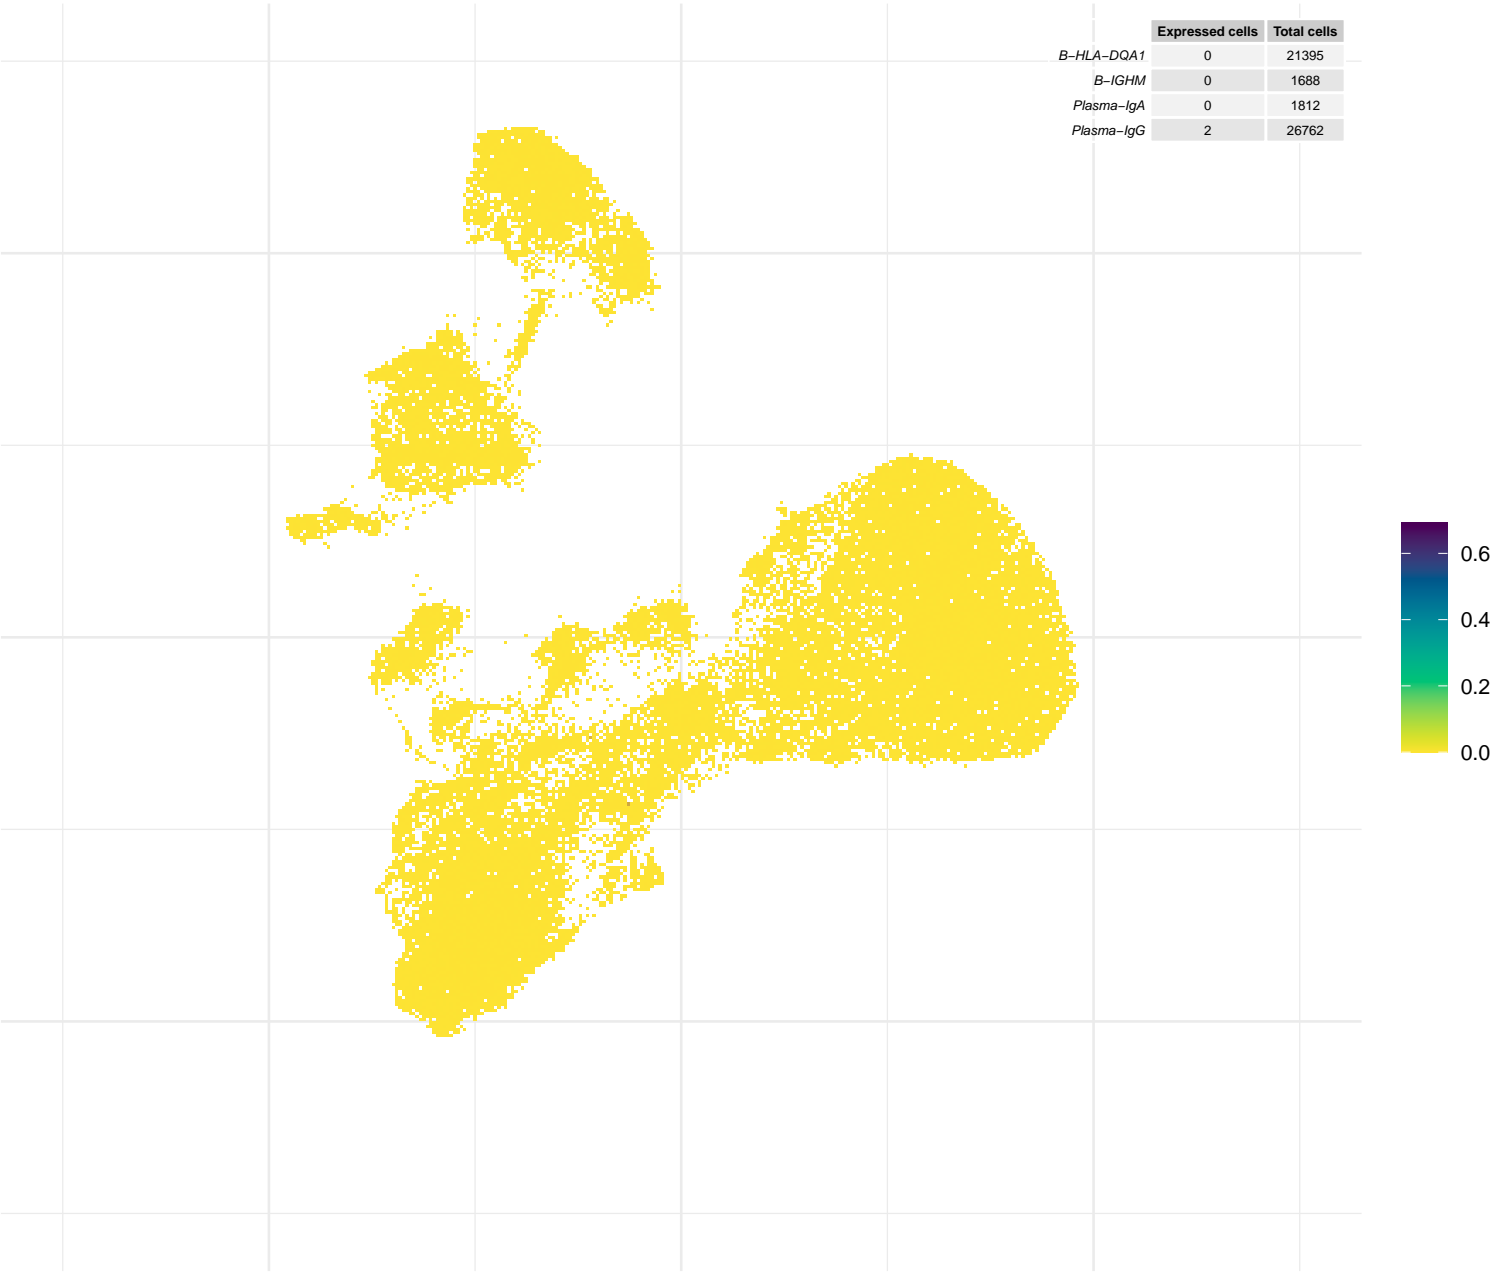 Expressed cells Total cells
B−HLA−DQA1 0 21395
B−IGHM 0 1688
Plasma−IgA 0 1812
Plasma−IgG 2 26762
0.6
0.4
0.2
0.0